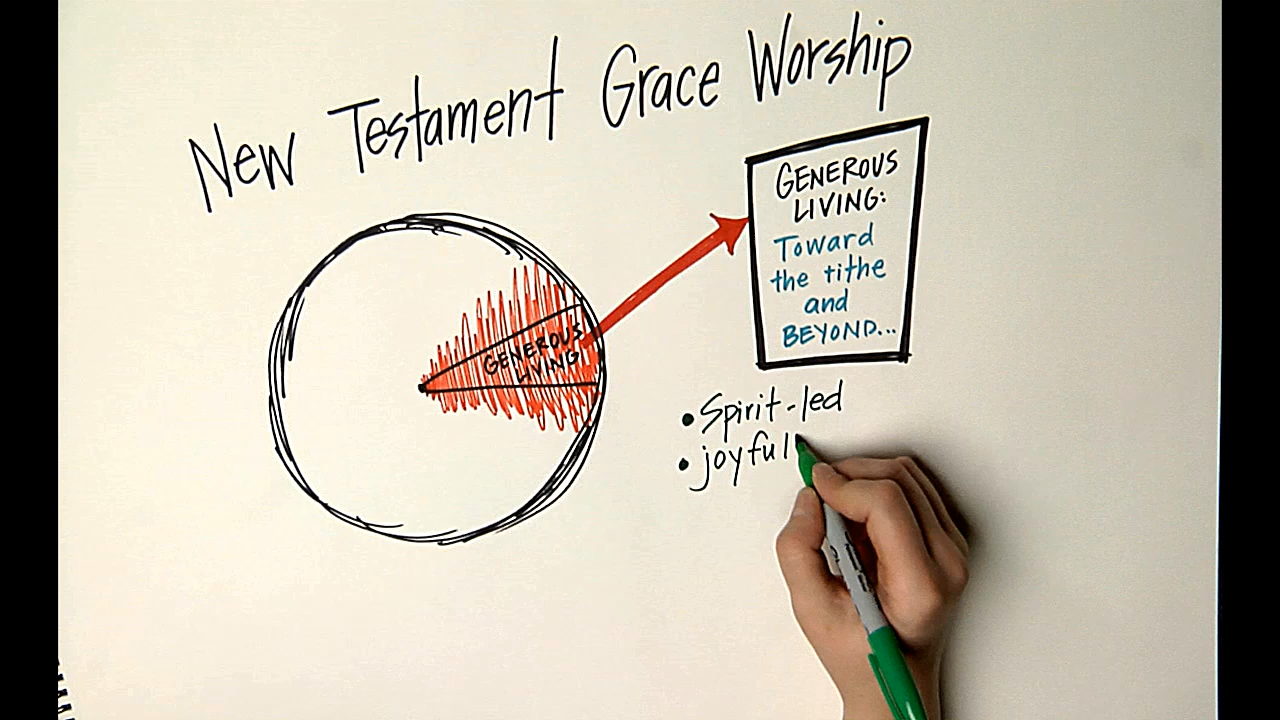 New Testament Grace Worship
GENEROUS
LIVING
GENEROUS
LIVING:
Toward
the tithe
and
BEYOND...
• Spirit-led
• joyful